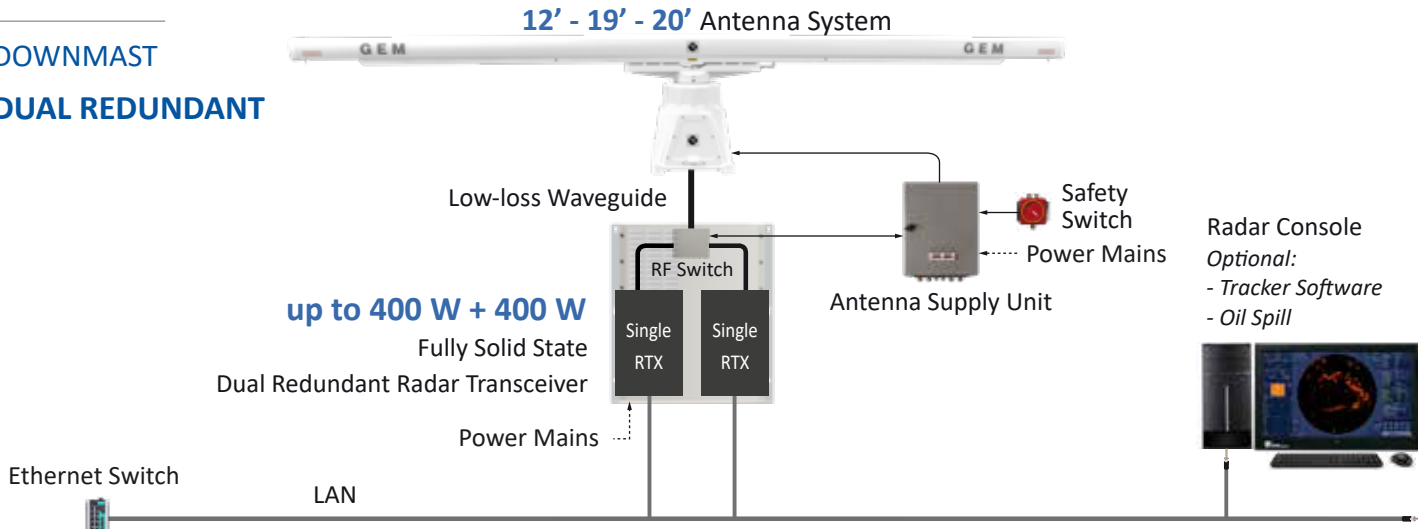 12’ - 19’ - 20’ Antenna System
GEM
GEM
DOWNMAST
DUAL REDUNDANT
Low-loss Waveguide
Safety
Switch
Power Mains
Antenna Supply Unit
Radar Console
Optional:
- Tracker Software
- Oil Spill
RF Switch
up to 400 W + 400 W
Fully Solid State
Dual Redundant Radar Transceiver
Single
RTX
Single
RTX
Power Mains
Ethernet Switch
LAN